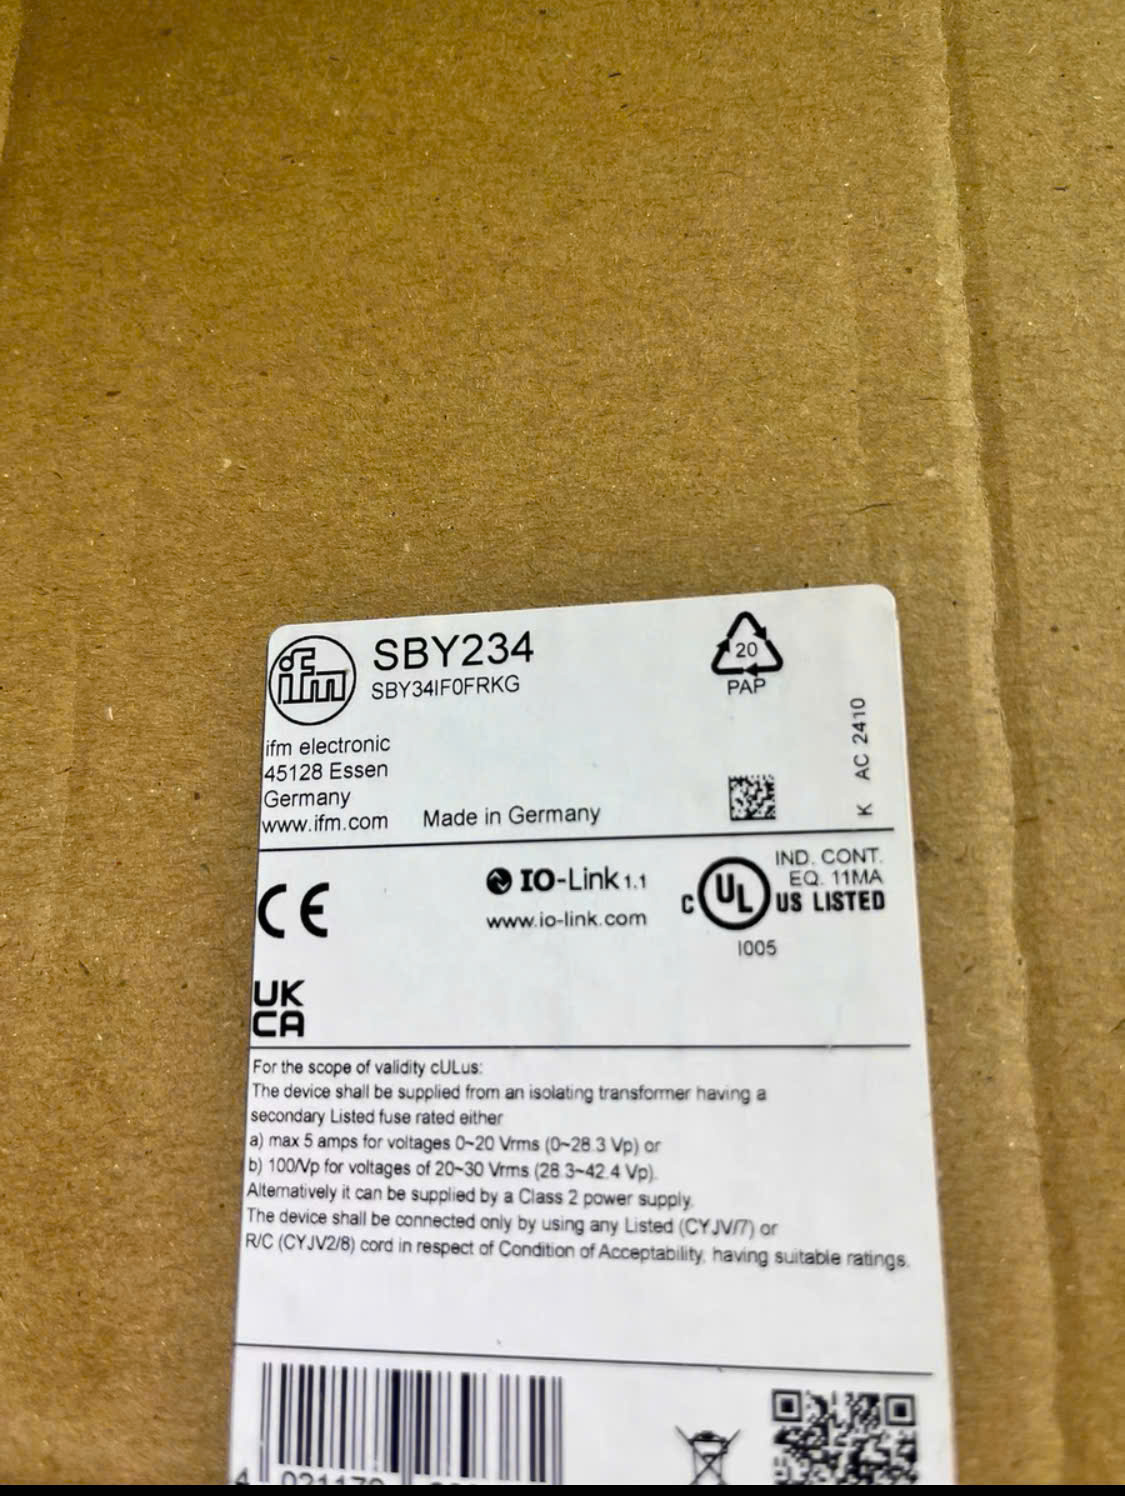 ifm
SBY234
SBY34IF0FRKG
20
PAP
ifm electronic
45128 Essen
Germany
www.ifm.com
Made in Germany
K AC 2410
CE
IO-Link 1.1
www.io-link.com
C UL US LISTED
IND. CONT.
EQ. 11MA
I005
UK
CA
For the scope of validity cULus:
The device shall be supplied from an isolating transformer having a
secondary Listed fuse rated either
a) max 5 amps for voltages 0~20 Vrms (0~28.3 Vp) or
b) 100/Vp for voltages of 20~30 Vrms (28.3~42.4 Vp).
Alternatively it can be supplied by a Class 2 power supply.
The device shall be connected only by using any Listed (CYJV/7) or
R/C (CYJV2/8) cord in respect of Condition of Acceptability, having suitable ratings.